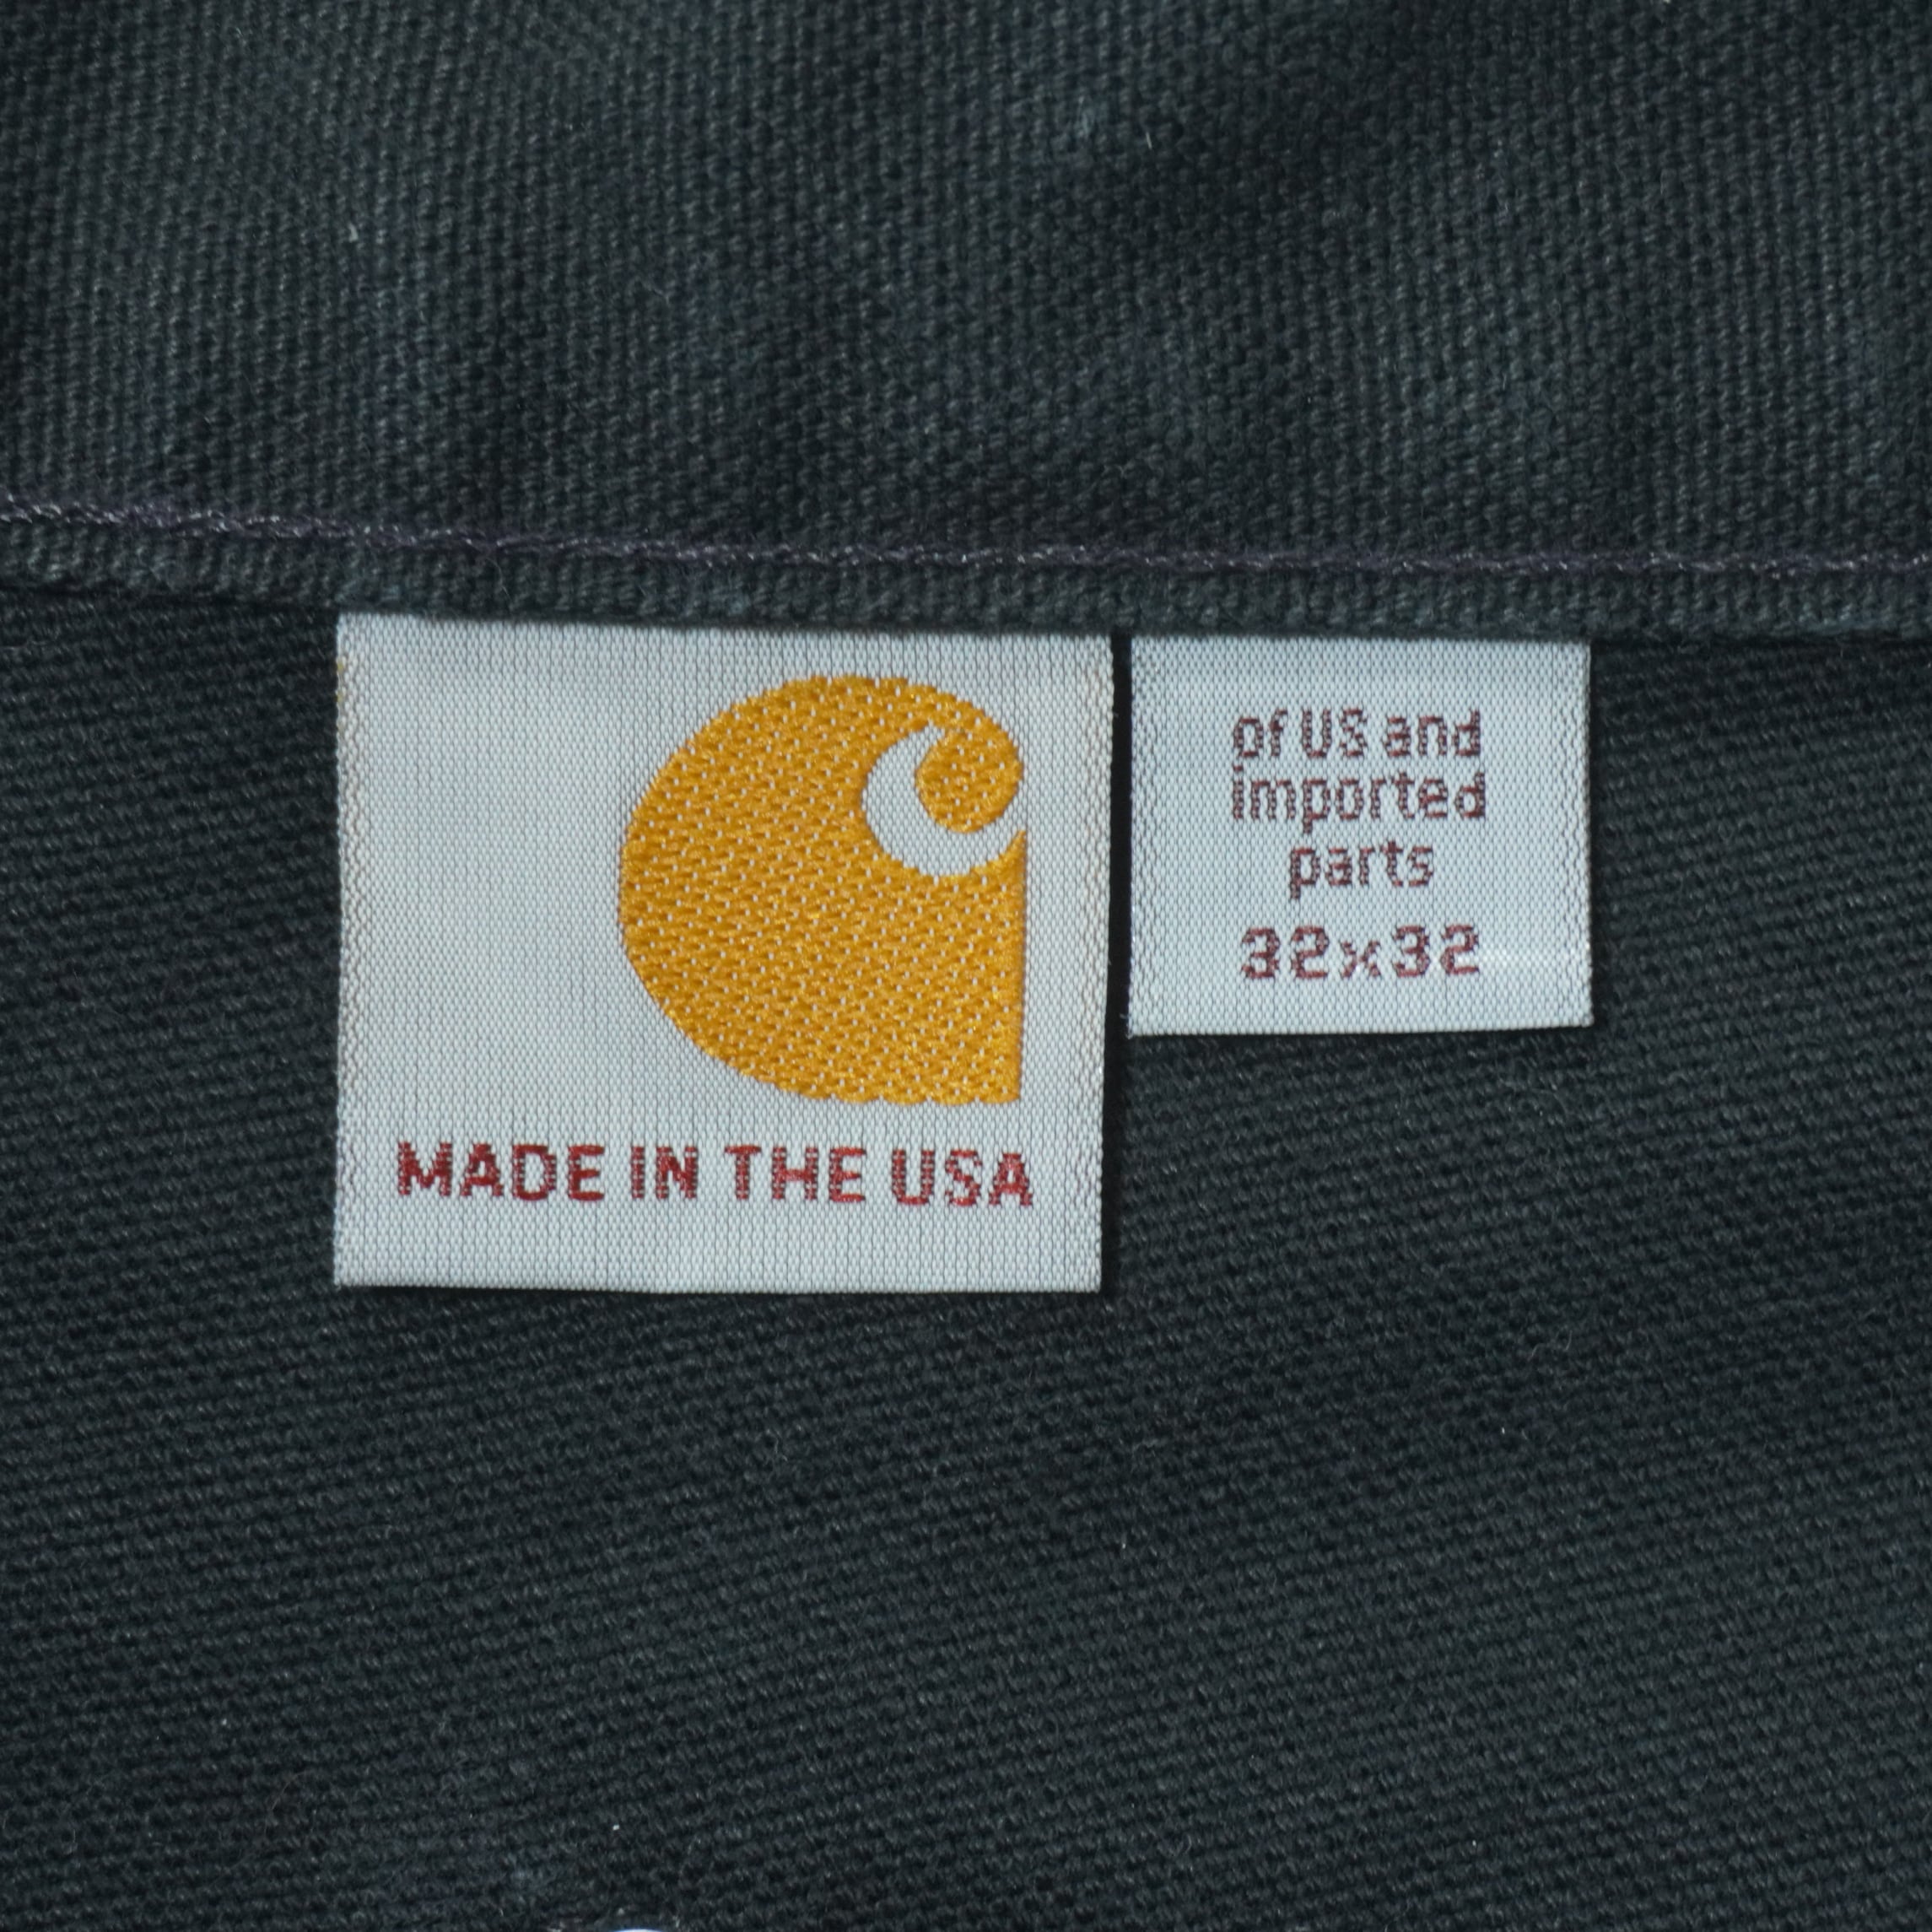 MADE IN THE USA
of US and
imported
parts
32x32